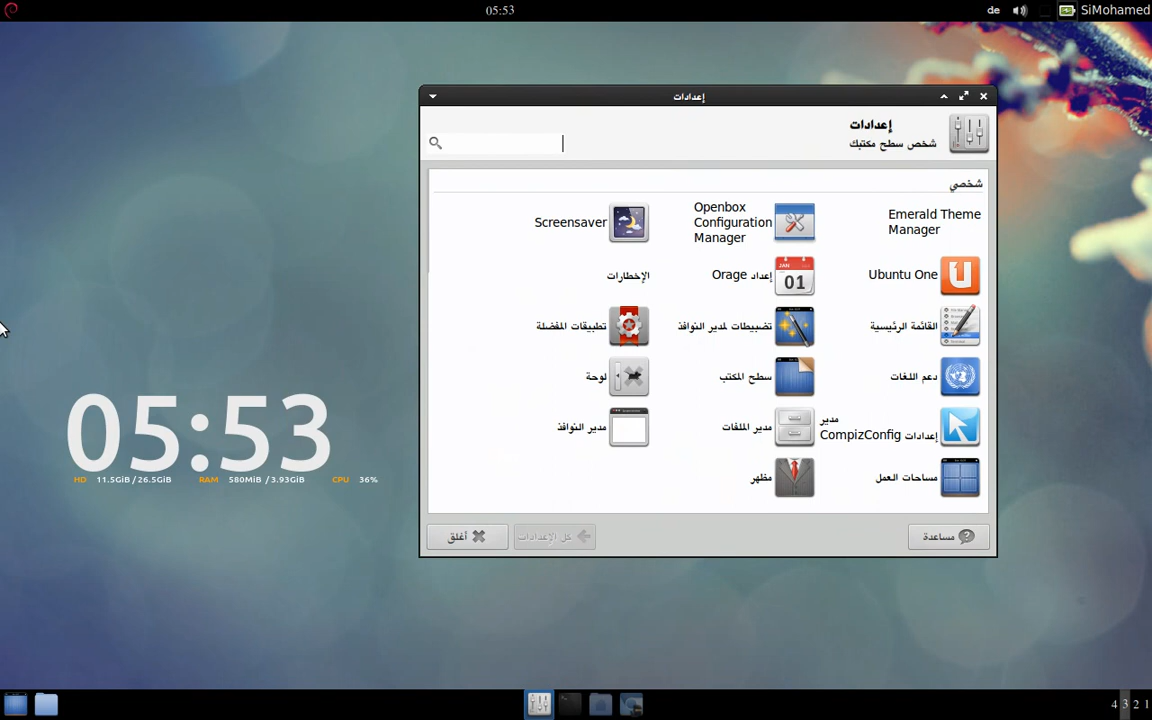 05:53
de
SiMohamed
إعدادات
إعدادات
شخص سطح مكتبك
شخصي
Emerald Theme
Manager
Openbox
Configuration
Manager
Screensaver
Ubuntu One
إعداد Orage
الإخطارات
القائمة الرئيسية
تضبيطات لمدير النوافذ
تطبيقات المفضلة
دعم اللغات
سطح المكتب
لوحة
مدير
إعدادات CompizConfig
مدير الملفات
مدير النوافذ
مساحات العمل
مظهر
JAN
01
مساعدة
كل الإعدادات
أغلق
05:53
HD 11.5GiB / 26.5GiB RAM 580MiB / 3.93GiB CPU 36%
4 3 2 1